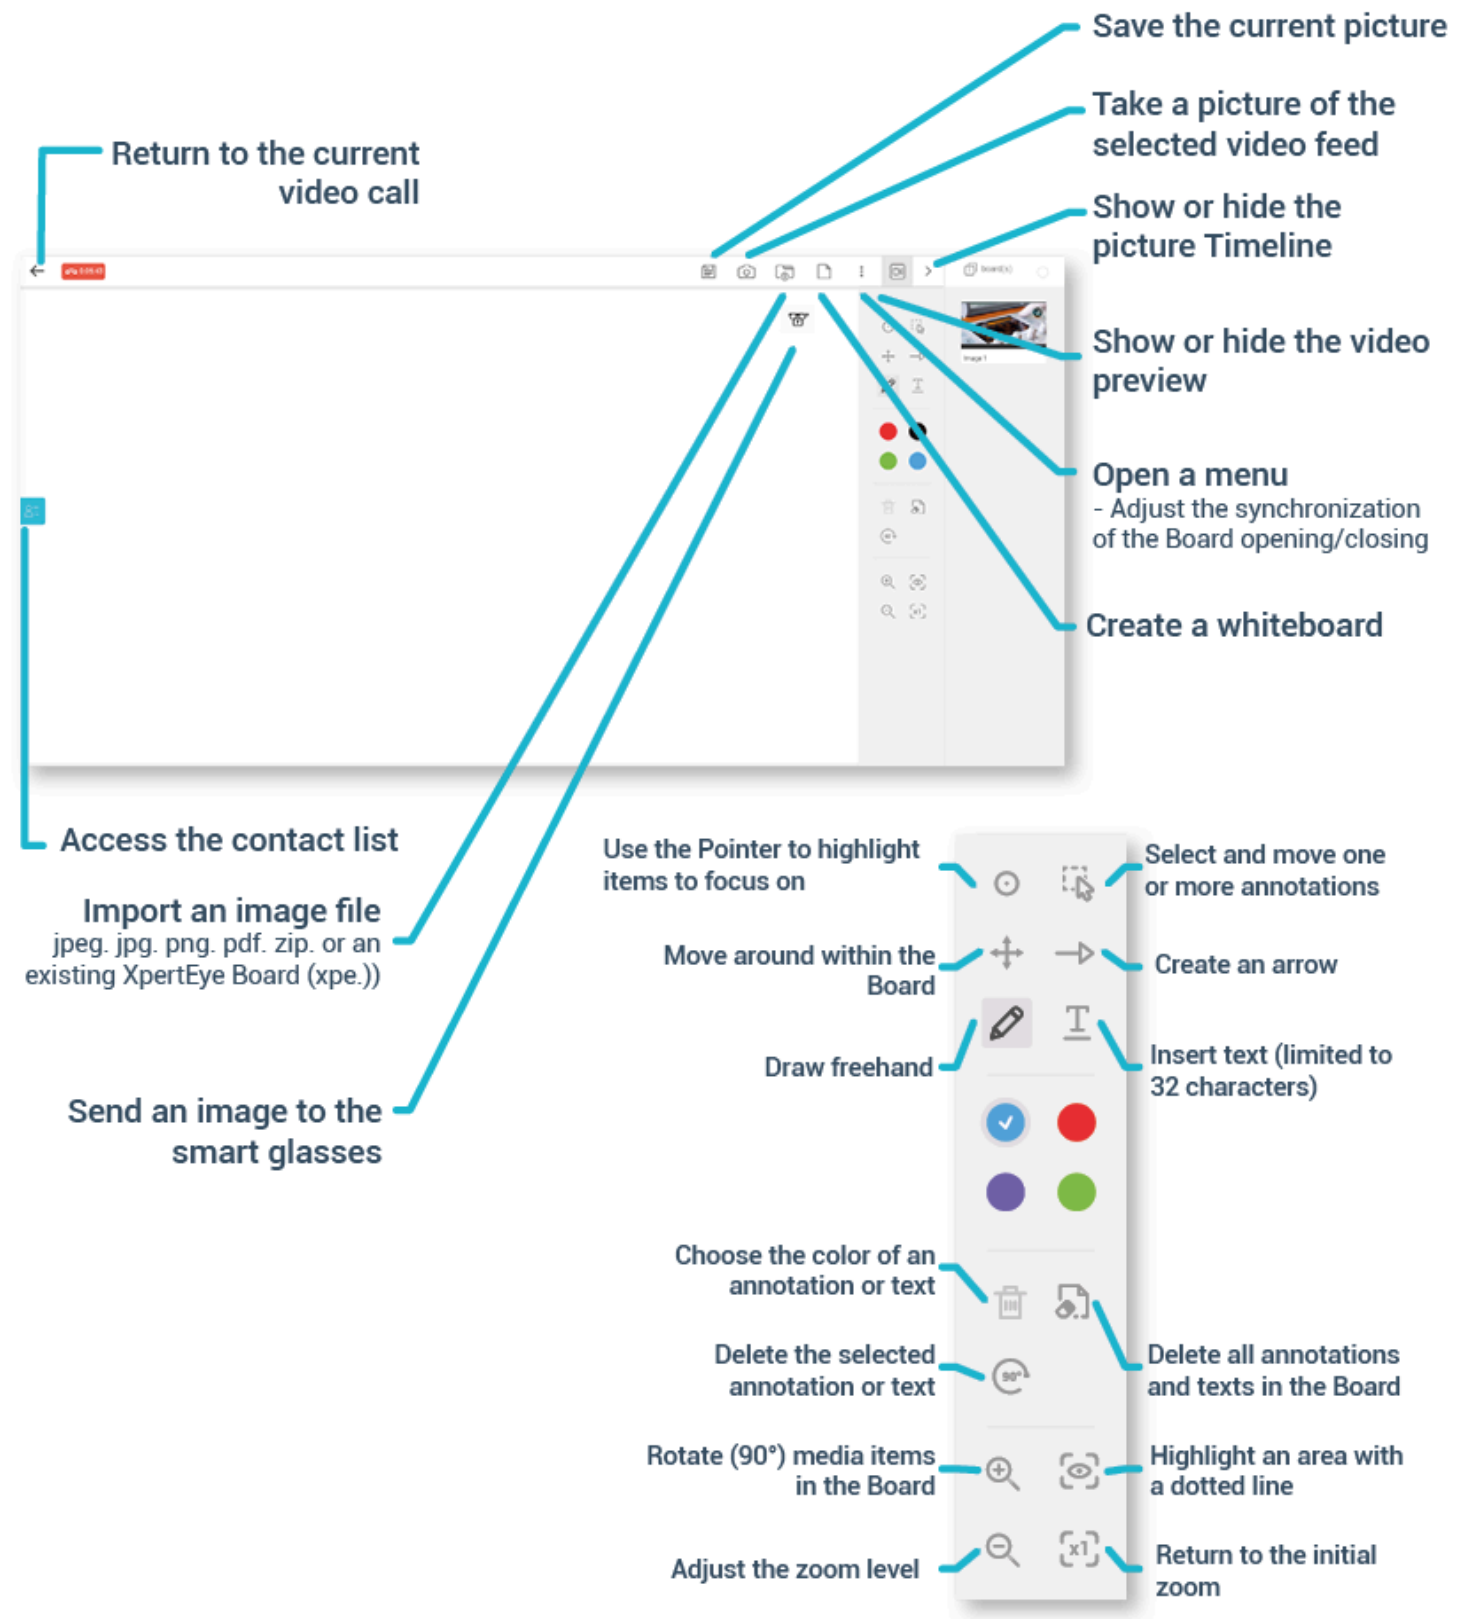 Save the current picture
Take a picture of the
selected video feed
Return to the current
video call
Show or hide the
picture Timeline
board(s)
Image 1
Show or hide the video
preview
Open a menu
- Adjust the synchronization
of the Board opening/closing
Create a whiteboard
Access the contact list
Import an image file
jpeg. jpg. png. pdf. zip. or an
existing XpertEye Board (xpe.))
Send an image to the
smart glasses
Use the Pointer to highlight
items to focus on
Select and move one
or more annotations
Move around within the
Board
Create an arrow
Draw freehand
Insert text (limited to
32 characters)
Choose the color of an
annotation or text
Delete the selected
annotation or text
90°
Delete all annotations
and texts in the Board
Rotate (90°) media items
in the Board
Highlight an area with
a dotted line
Adjust the zoom level
x1
Return to the initial
zoom